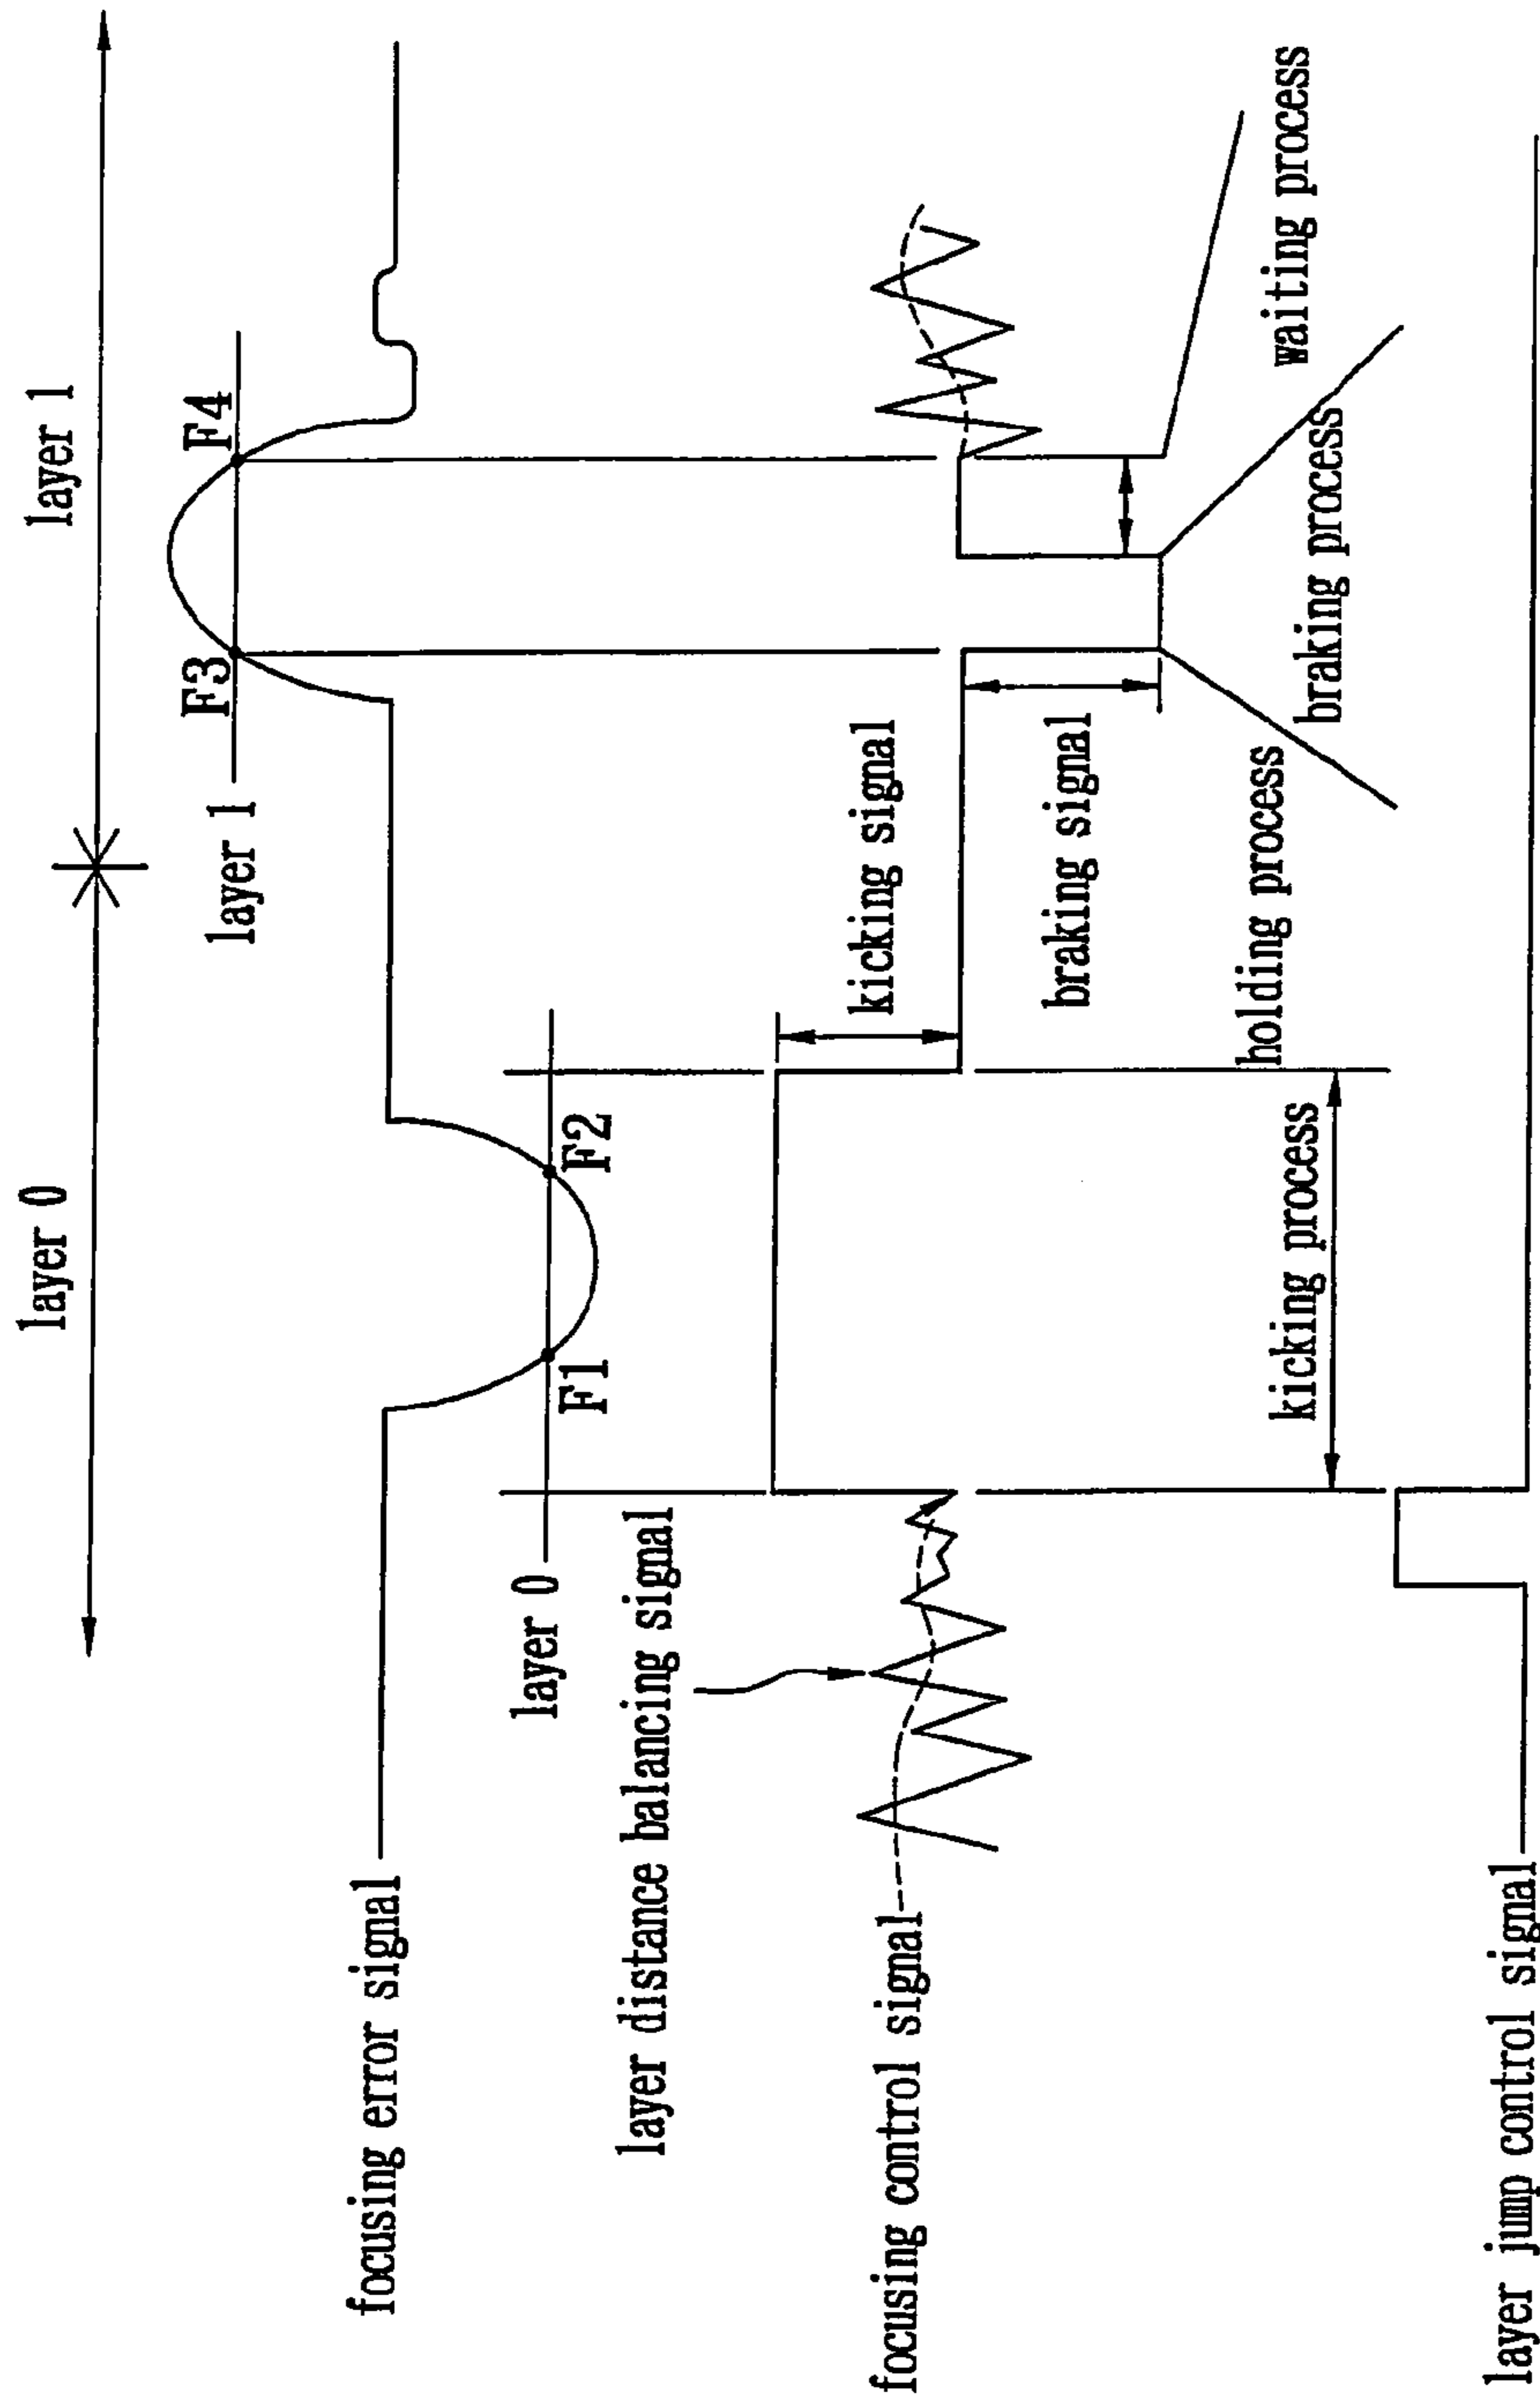 layer 0
layer 1
focusing error signal
F3
F4
layer 1
layer 0
F1
F2
layer distance balancing signal
kicking signal
focusing control signal
braking signal
kicking process
holding process
braking process
waiting process
layer jump control signal